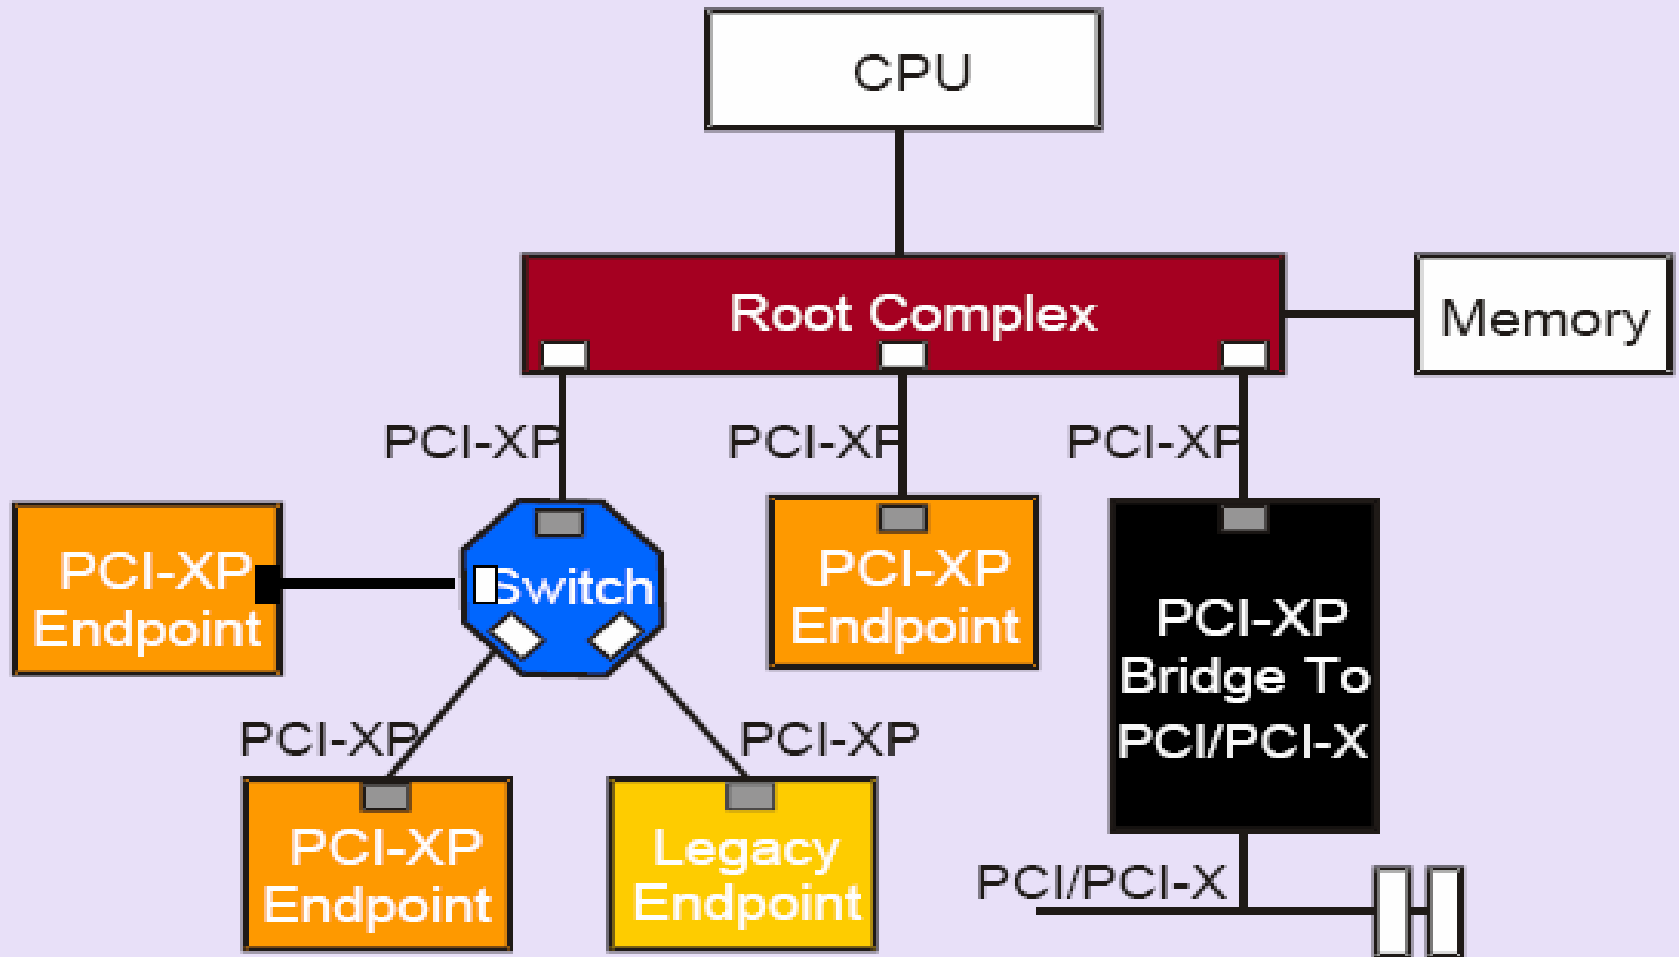 CPU
Root Complex
Memory
PCI-XP
PCI-XP
PCI-XP
PCI-XP
Endpoint
Switch
PCI-XP
Endpoint
PCI-XP
Bridge To
PCI/PCI-X
PCI-XP
PCI-XP
PCI-XP
Endpoint
Legacy
Endpoint
PCI/PCI-X